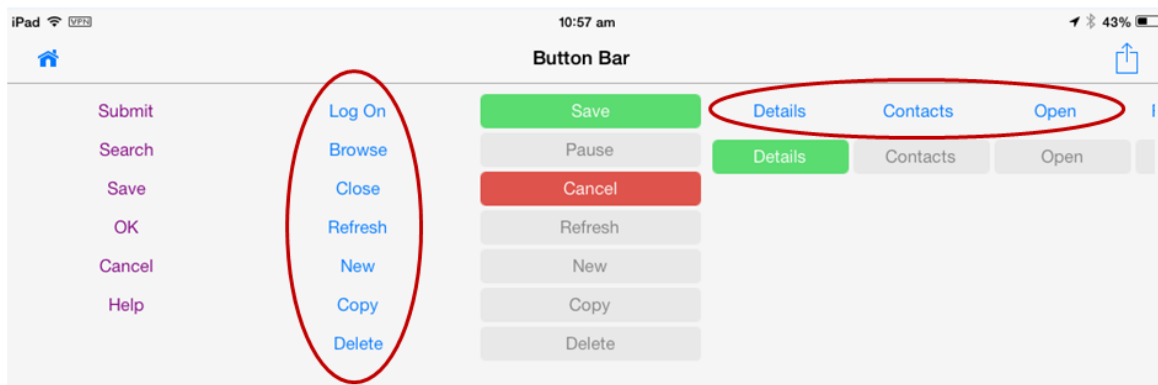 iPad VPN 10:57 am 43%
Button Bar
Submit Log On Save Details Contacts Open
Search Browse Pause Details Contacts Open
Save Close Cancel
OK Refresh Refresh
Cancel New New
Help Copy Copy
Delete Delete